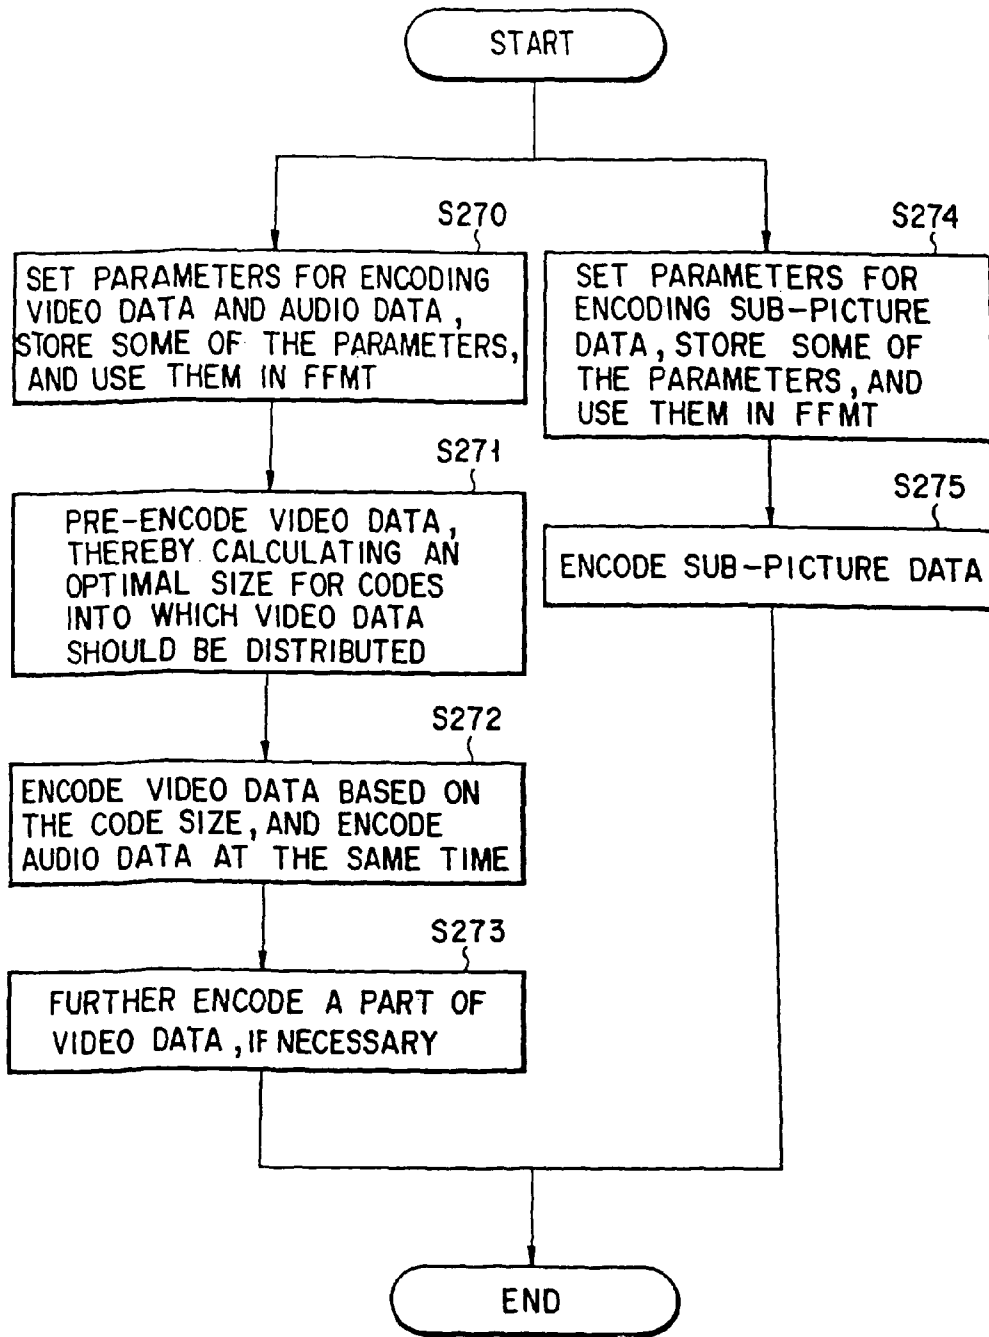 START
S270
SET PARAMETERS FOR ENCODING
VIDEO DATA AND AUDIO DATA,
STORE SOME OF THE PARAMETERS,
AND USE THEM IN FFMT
S271
PRE-ENCODE VIDEO DATA,
THEREBY CALCULATING AN
OPTIMAL SIZE FOR CODES
INTO WHICH VIDEO DATA
SHOULD BE DISTRIBUTED
S272
ENCODE VIDEO DATA BASED ON
THE CODE SIZE, AND ENCODE
AUDIO DATA AT THE SAME TIME
S273
FURTHER ENCODE A PART OF
VIDEO DATA, IF NECESSARY
S274
SET PARAMETERS FOR
ENCODING SUB-PICTURE
DATA, STORE SOME OF
THE PARAMETERS, AND
USE THEM IN FFMT
S275
ENCODE SUB-PICTURE DATA
END